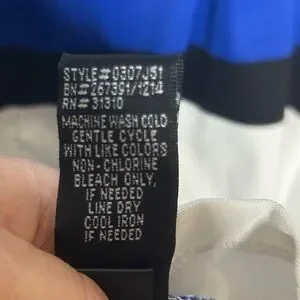 STYLE#0307JS1
BN#267391/1214
RN#31310
MACHINE WASH COLD
GENTLE CYCLE
WITH LIKE COLORS
NON-CHLORINE
BLEACH ONLY,
IF NEEDED
LINE DRY
COOL IRON
IF NEEDED